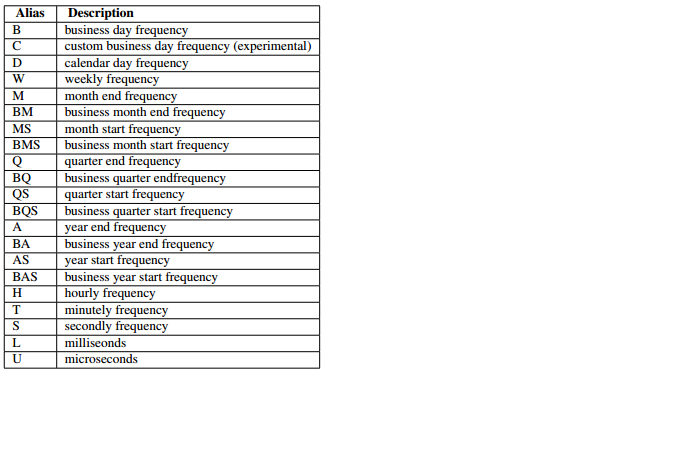 Alias Description
B business day frequency
C custom business day frequency (experimental)
D calendar day frequency
W weekly frequency
M month end frequency
BM business month end frequency
MS month start frequency
BMS business month start frequency
Q quarter end frequency
BQ business quarter endfrequency
QS quarter start frequency
BQS business quarter start frequency
A year end frequency
BA business year end frequency
AS year start frequency
BAS business year start frequency
H hourly frequency
T minutely frequency
S secondly frequency
L milliseonds
U microseconds